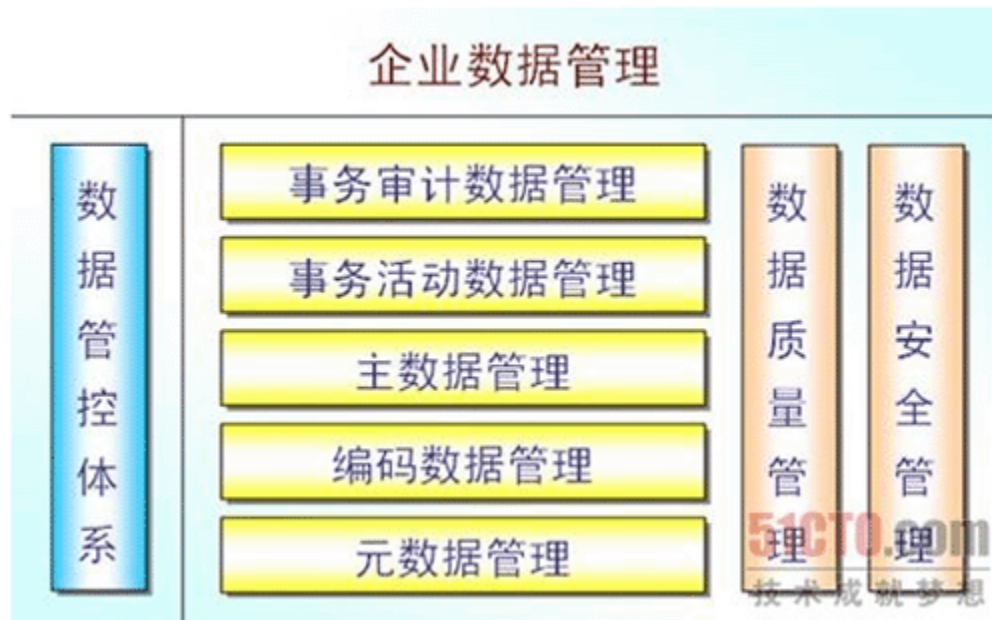 企业数据管理
数据管控体系
事务审计数据管理
事务活动数据管理
主数据管理
编码数据管理
元数据管理
数据质量管理
数据安全管理
51CTO.com
技术成就梦想